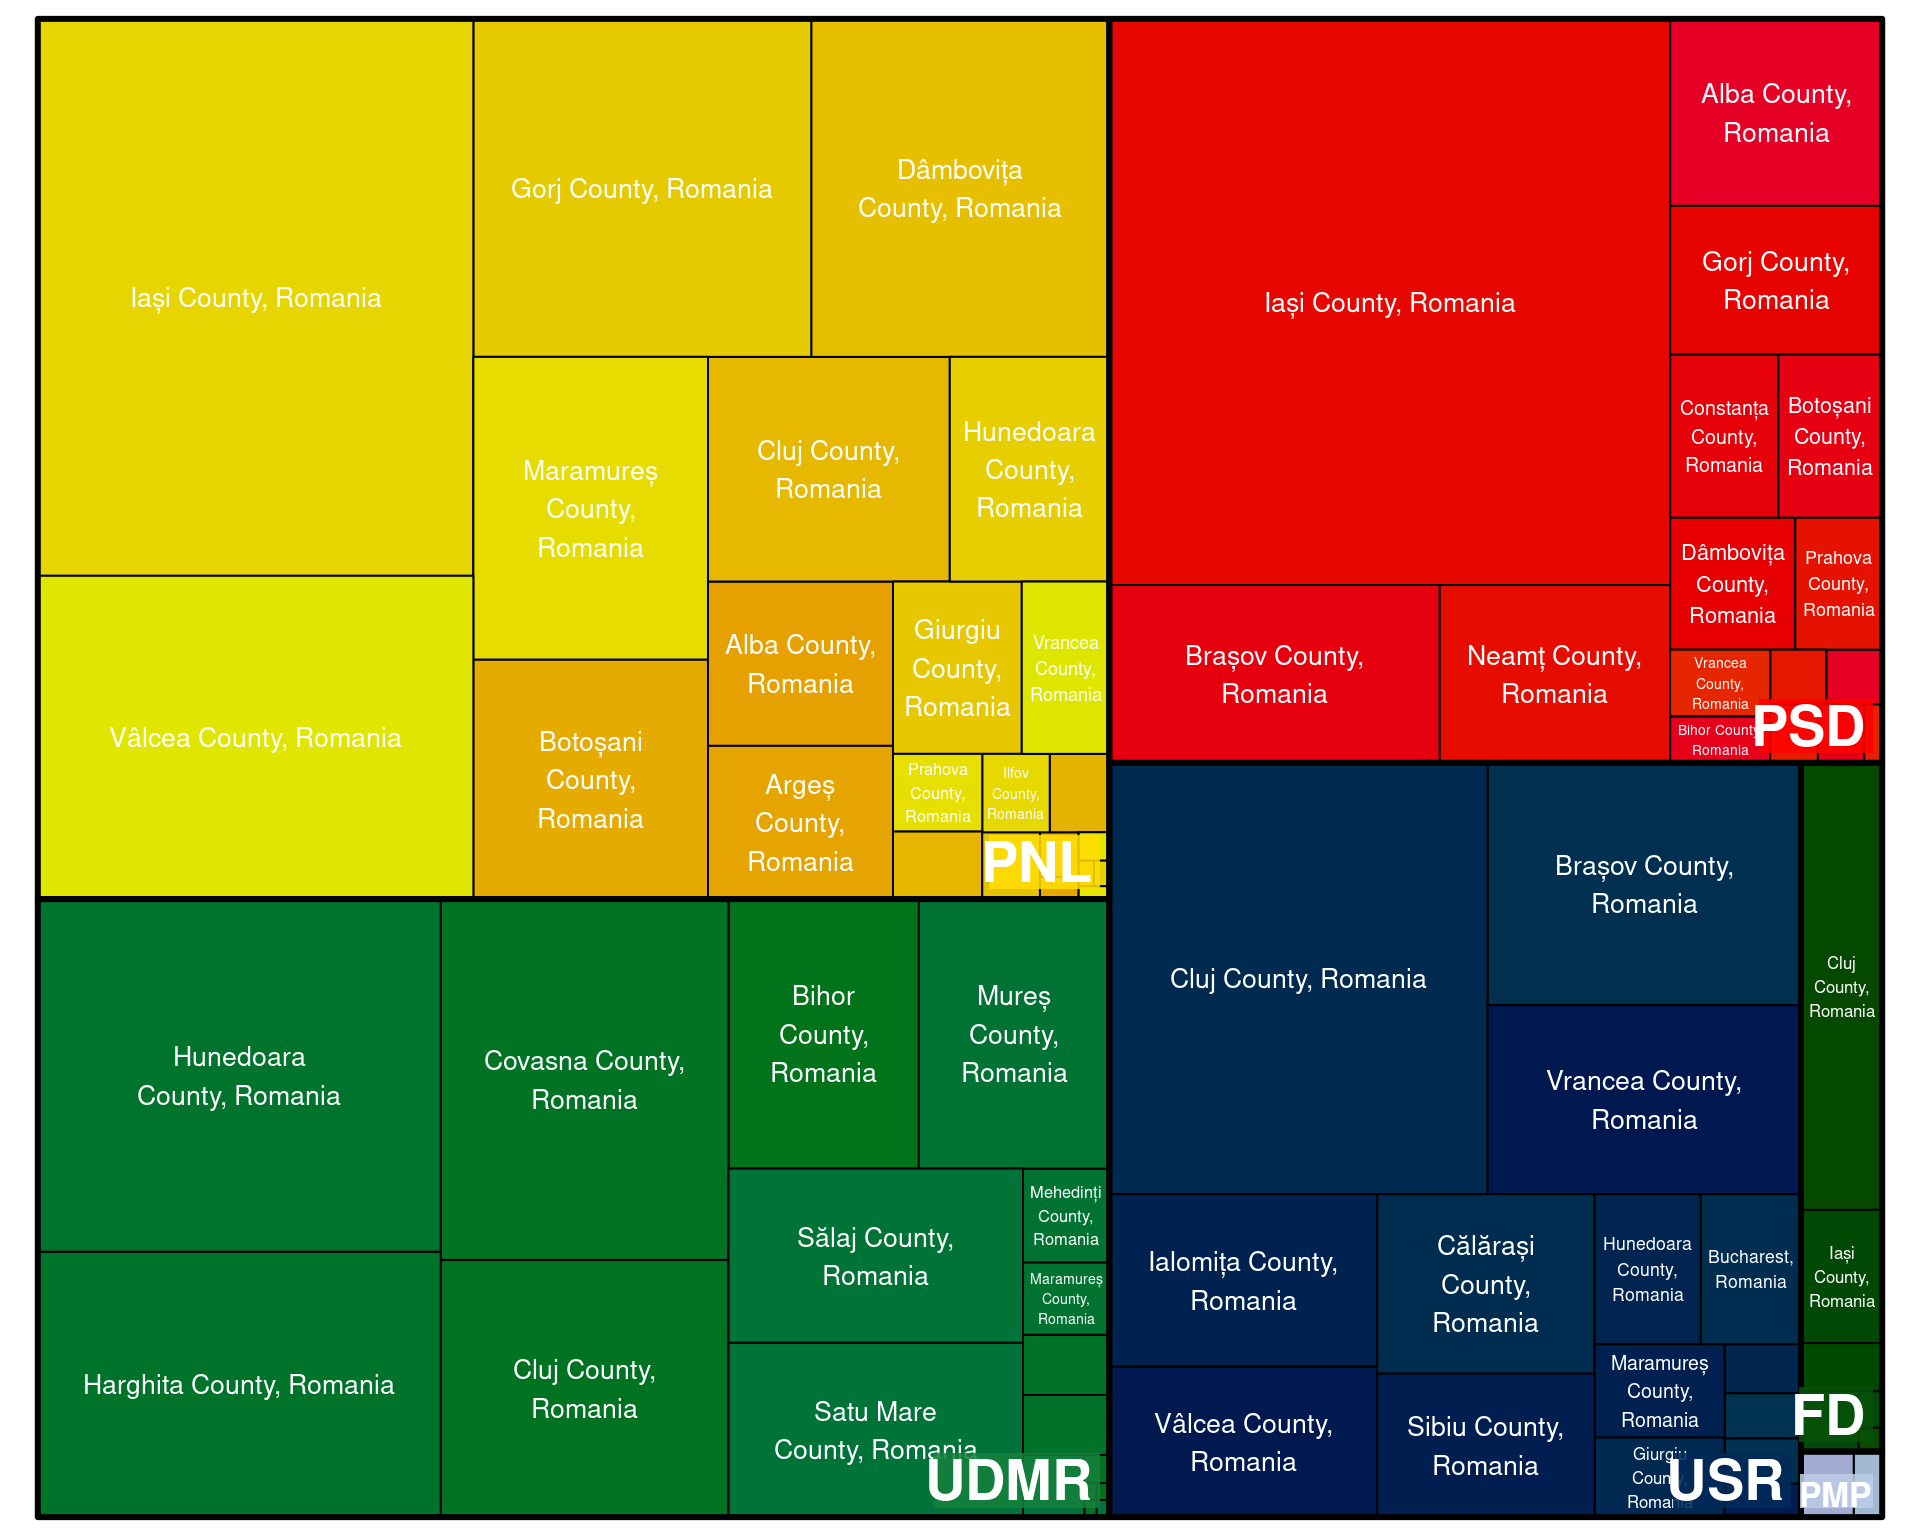 Iași County, Romania
Gorj County, Romania
Dâmbovița
County, Romania
Vâlcea County, Romania
Maramureș
County,
Romania
Cluj County,
Romania
Hunedoara
County,
Romania
Botoșani
County,
Romania
Alba County,
Romania
Argeș
County,
Romania
Giurgiu
County,
Romania
Vrancea
County,
Romania
Prahova
County,
Romania
Ilfov
County,
Romania
PNL
Iași County, Romania
Alba County,
Romania
Gorj County,
Romania
Constanța
County,
Romania
Botoșani
County,
Romania
Dâmbovița
County,
Romania
Prahova
County,
Romania
Brașov County,
Romania
Neamț County,
Romania
Vrancea
County,
Romania
Bihor County,
Romania
PSD
Hunedoara
County, Romania
Harghita County, Romania
Covasna County,
Romania
Cluj County,
Romania
Bihor
County,
Romania
Mureș
County,
Romania
Sălaj County,
Romania
Satu Mare
County, Romania
Mehedinți
County,
Romania
Maramureș
County,
Romania
UDMR
Cluj County, Romania
Brașov County,
Romania
Vrancea County,
Romania
Ialomița County,
Romania
Vâlcea County,
Romania
Călărași
County,
Romania
Sibiu County,
Romania
Hunedoara
County,
Romania
Bucharest,
Romania
Maramureș
County,
Romania
Giurgiu
County,
Romania
USR
Cluj
County,
Romania
Iași
County,
Romania
FD
PMP